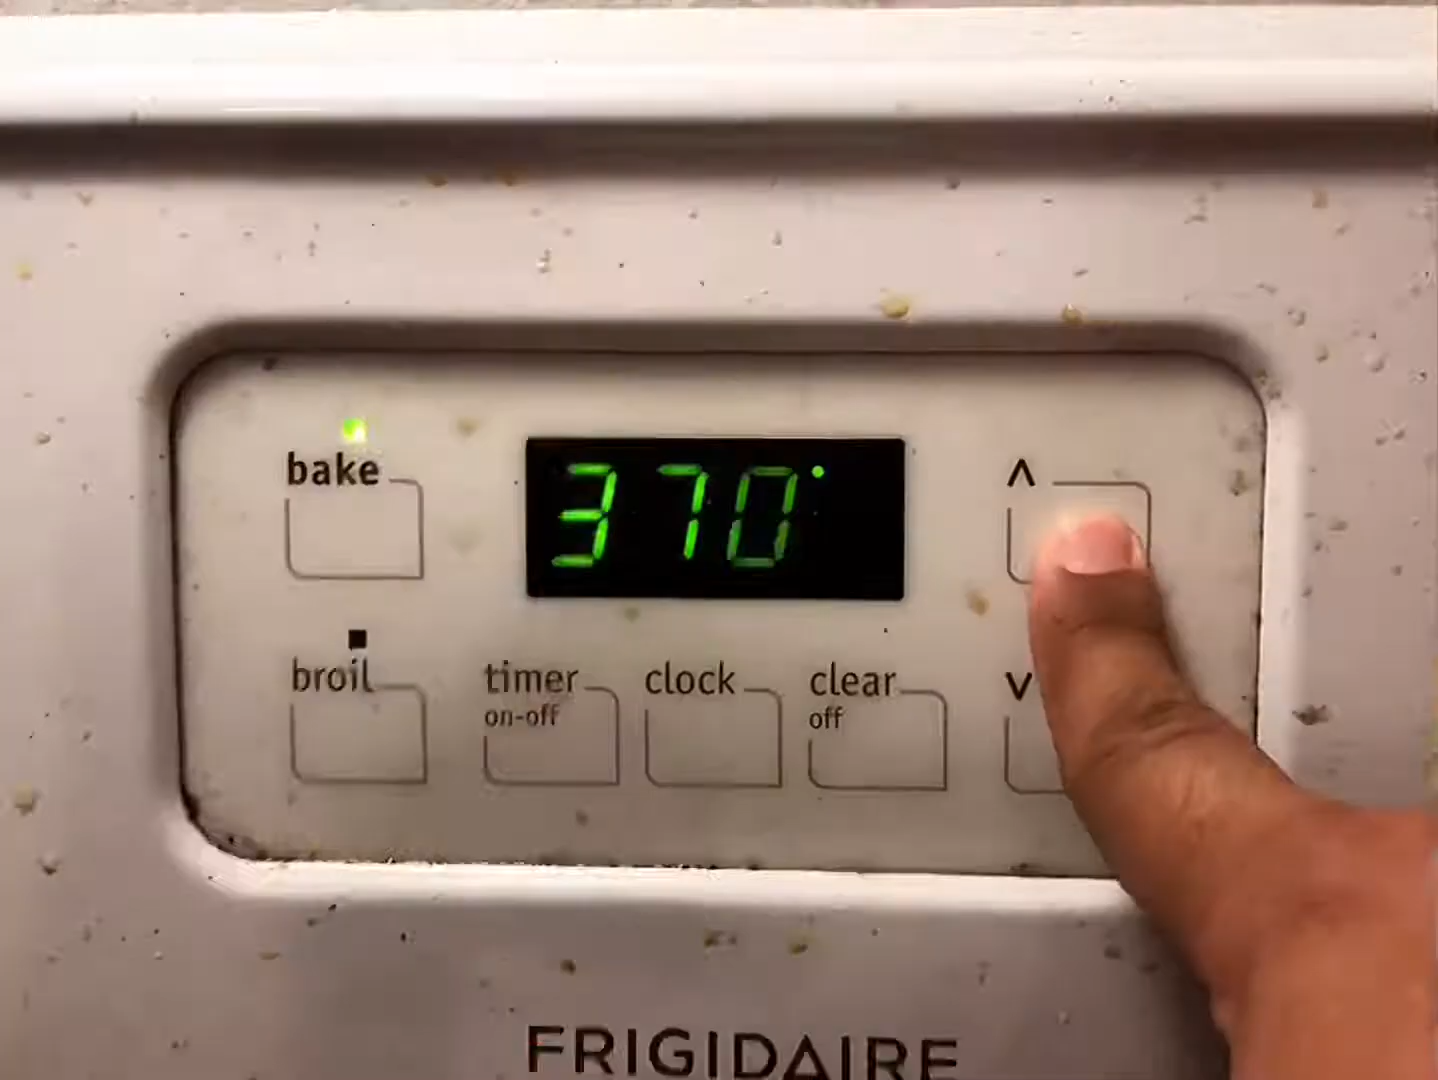 bake
370°
^
broil
timer
on-off
clock
clear
off
v
FRIGIDAIRE